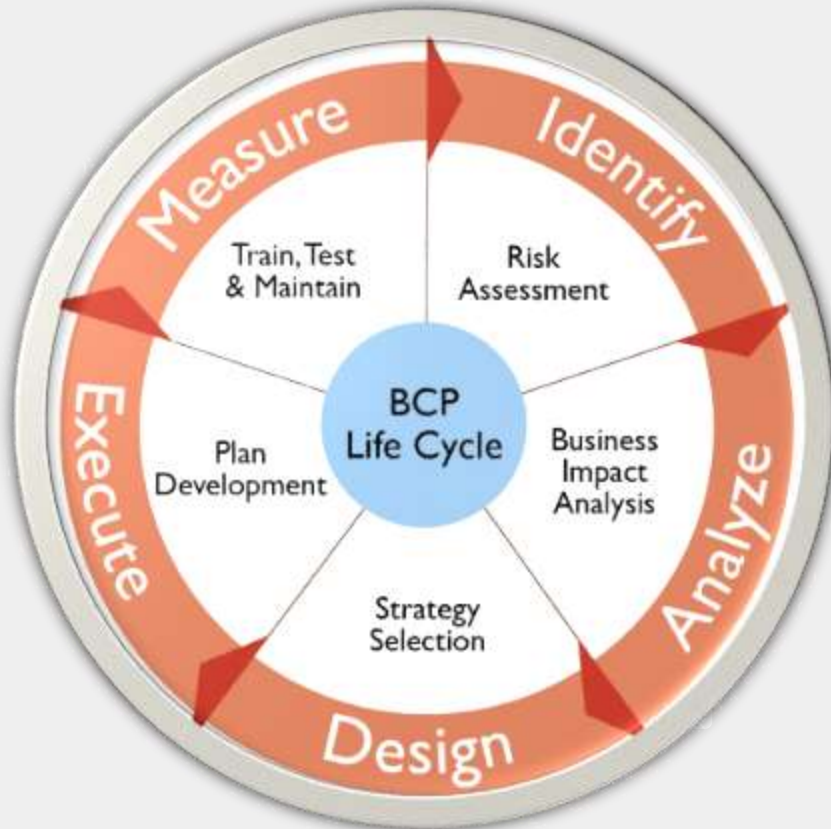 Identify
Risk
Assessment
Analyze
Business
Impact
Analysis
Design
Strategy
Selection
Execute
Plan
Development
Measure
Train, Test
& Maintain
BCP
Life Cycle